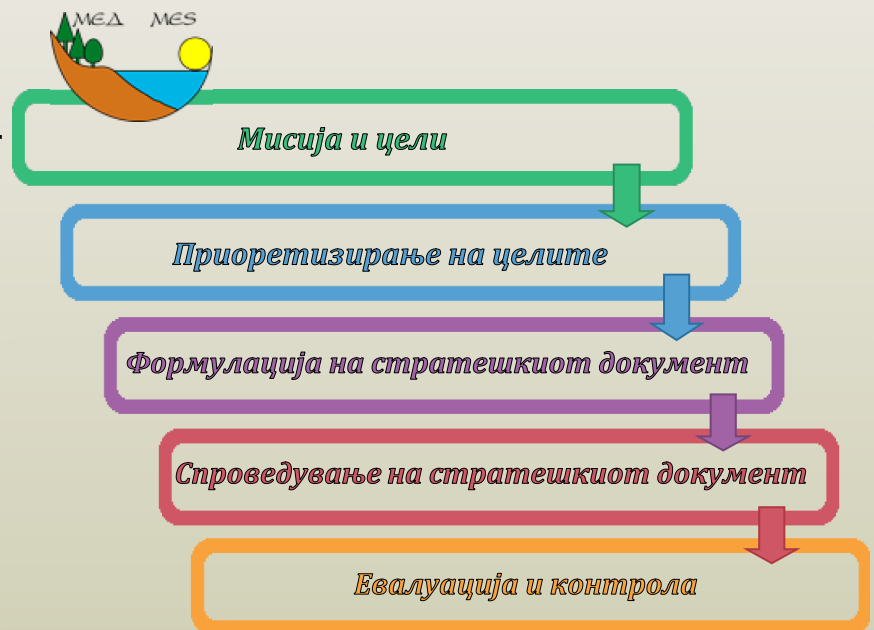 МЕД MES
Мисија и цели
Приоретизирање на целите
Формулација на стратешкиот документ
Спроведување на стратешкиот документ
Евалуација и контрола